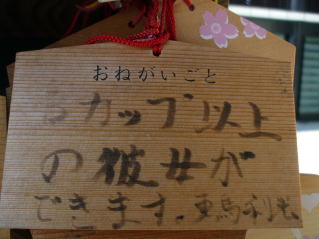 おねがいごと
カップ以上
の彼女が
できます。